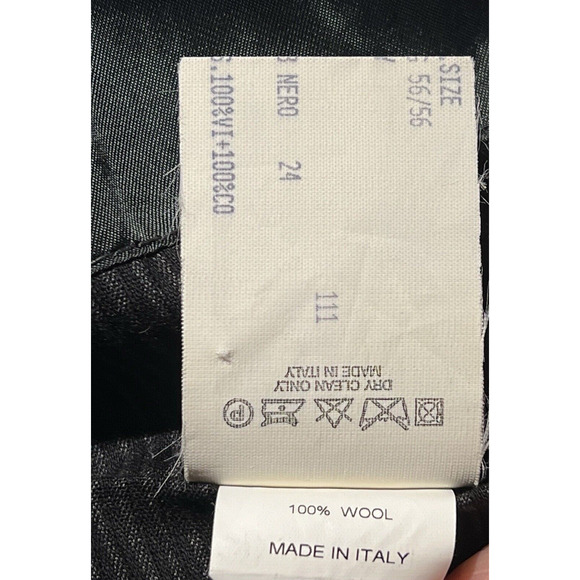 .SIZE
56/56
NERO 24
,100%VI+100%CO
111
DRY CLEAN ONLY
MADE IN ITALY
P
100% WOOL
MADE IN ITALY